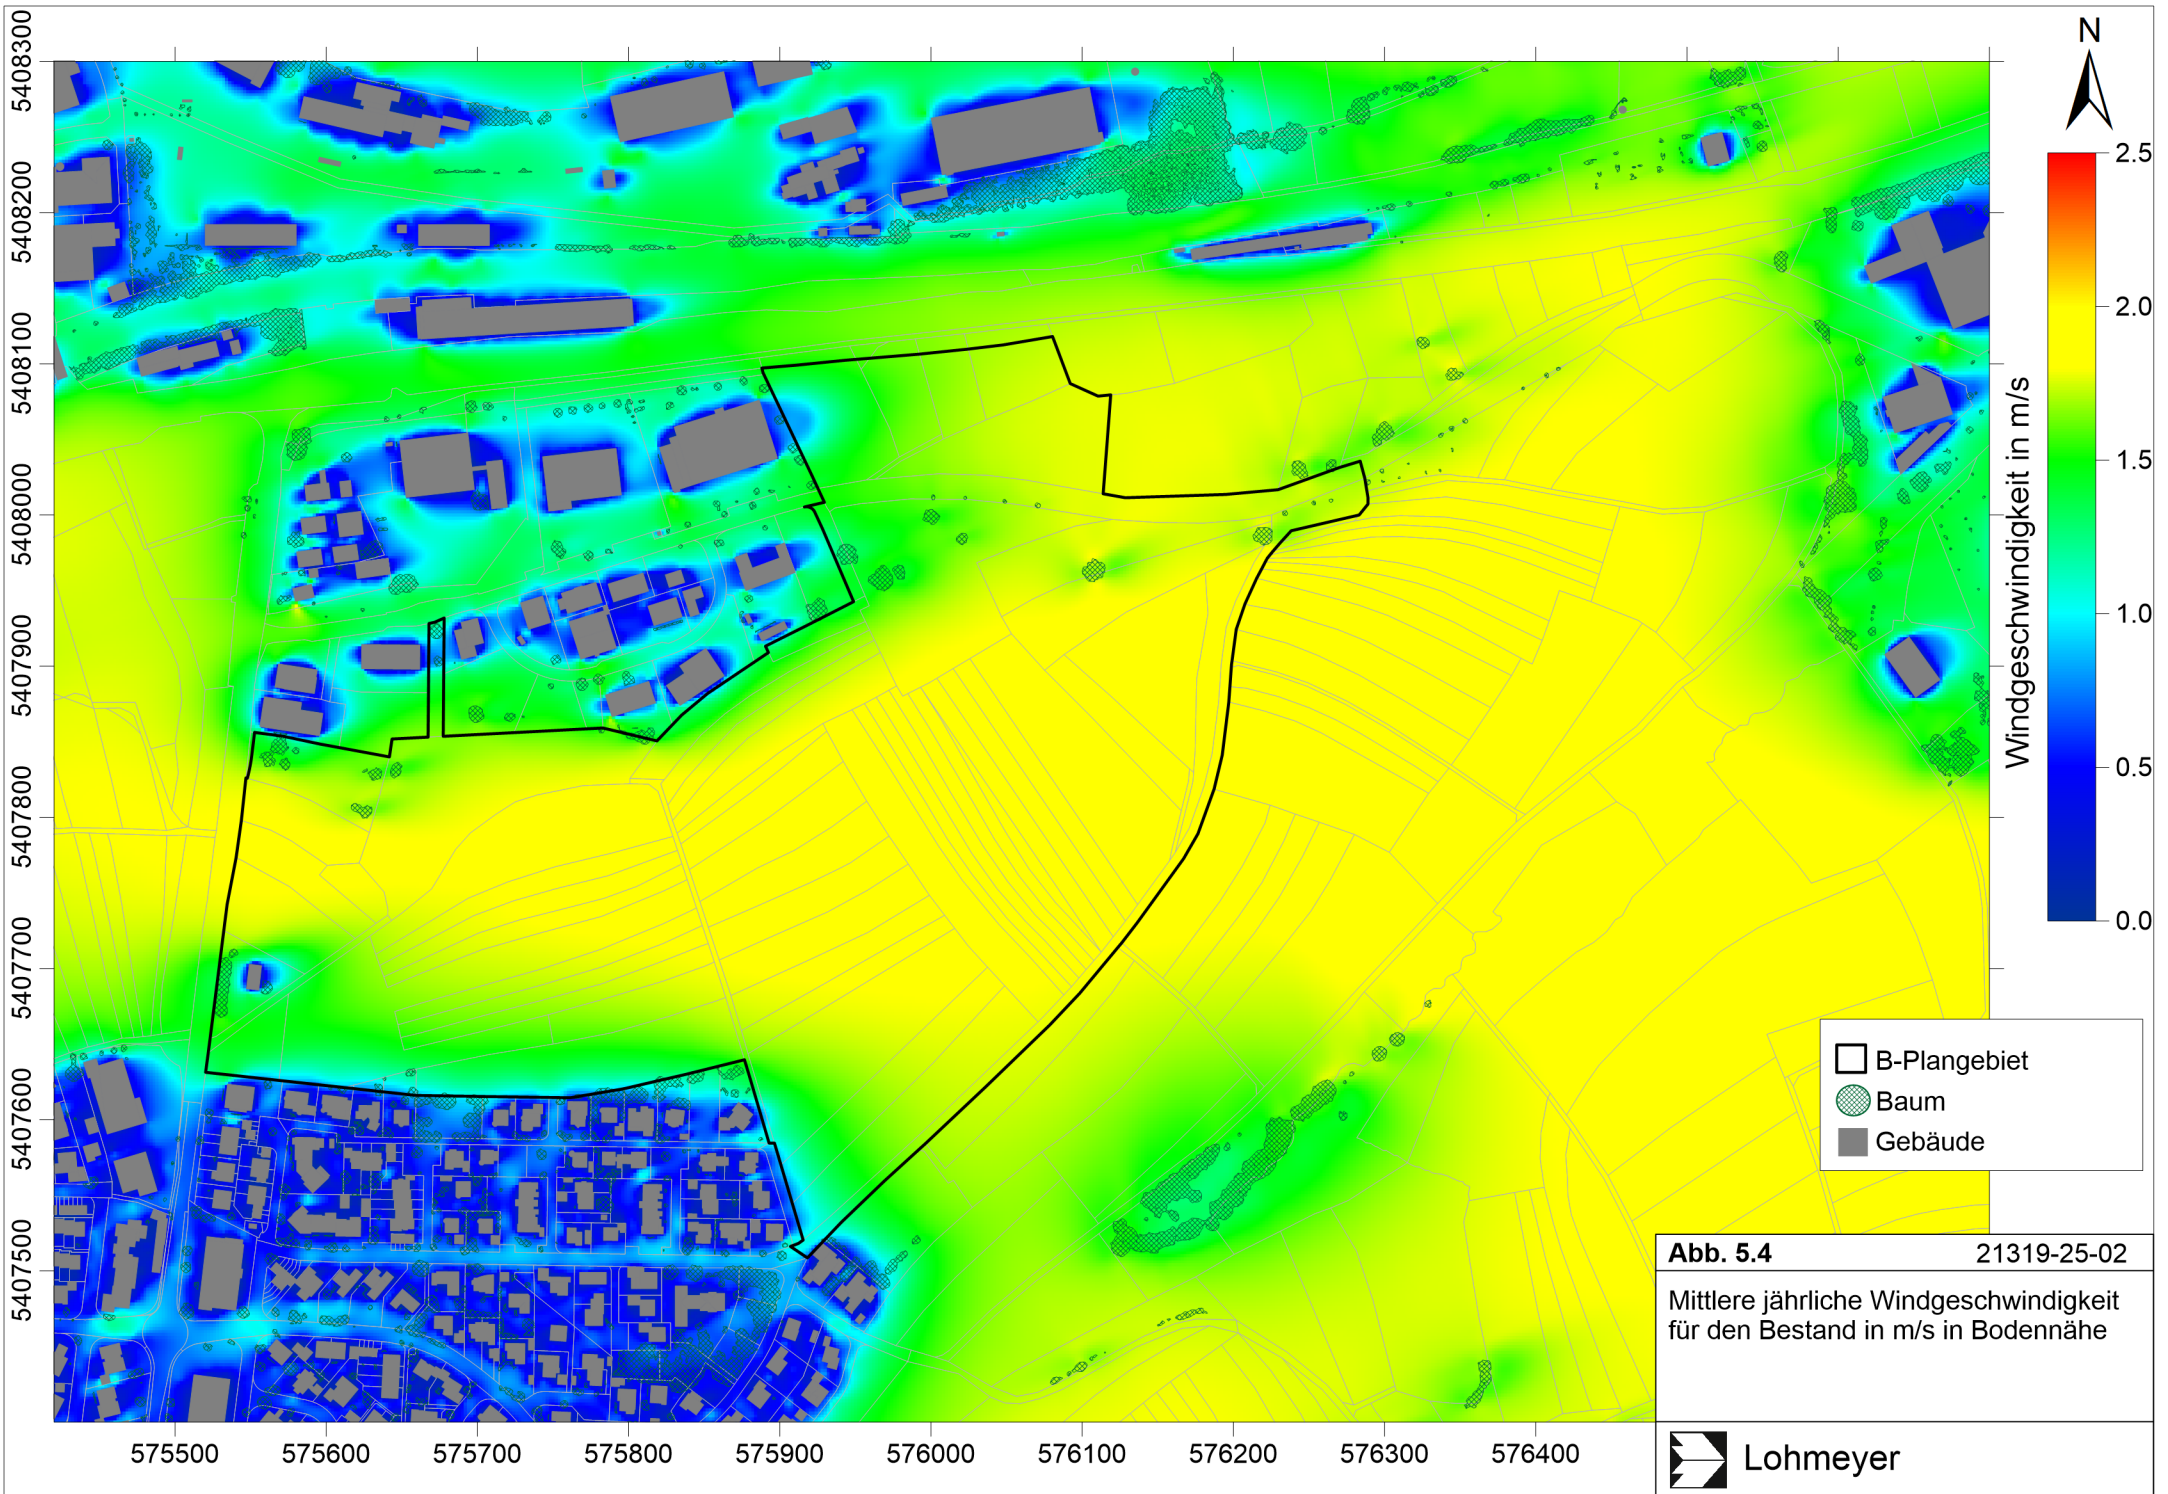 5408300
5408200
5408100
5408000
5407900
5407800
5407700
5407600
5407500
575500
575600
575700
575800
575900
576000
576100
576200
576300
576400
N
2.5
2.0
1.5
1.0
0.5
0.0
Windgeschwindigkeit in m/s
B-Plangebiet
Baum
Gebäude
Abb. 5.4 21319-25-02
Mittlere jährliche Windgeschwindigkeit
für den Bestand in m/s in Bodennähe
Lohmeyer